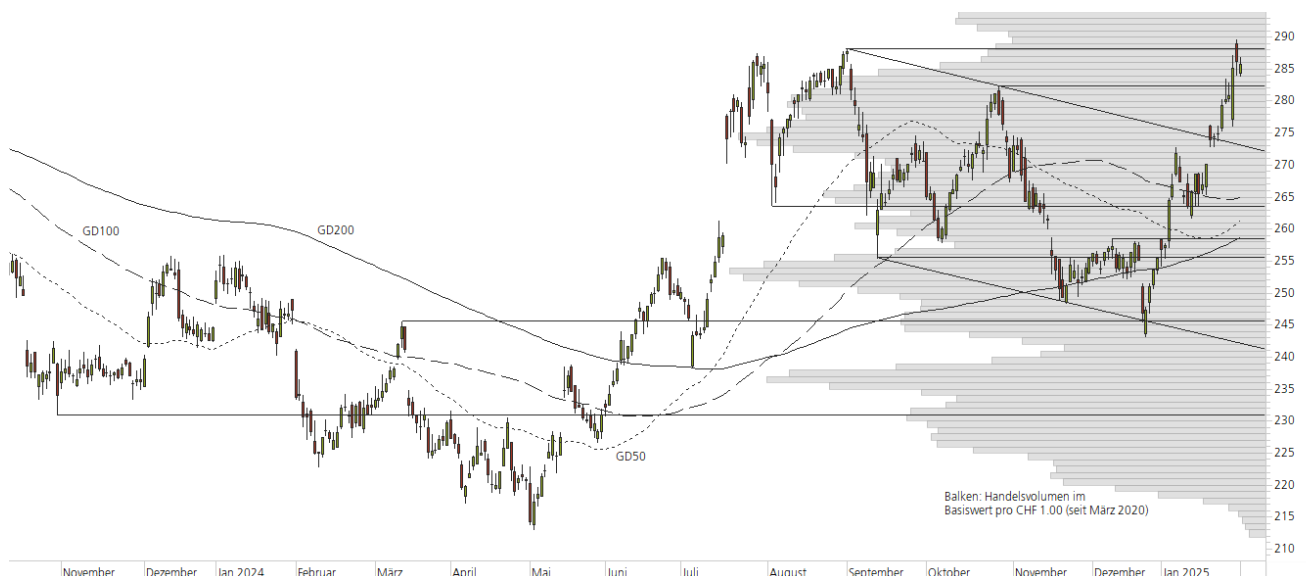 GD100
GD200
GD50
Balken: Handelsvolumen im
Basiswert pro CHF 1.00 (seit März 2020)
290
285
280
275
270
265
260
255
250
245
240
235
230
225
220
215
210
November Dezember Jan 2024 Februar März April Mai Juni Juli August September Oktober November Dezember Jan 2025